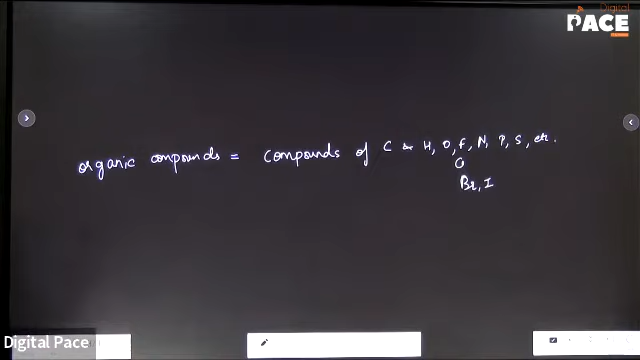 Digital
PACE
organic compounds = compounds of C & H, O, F, N, P, S, etc.
Cl
Br, I
Digital Pace